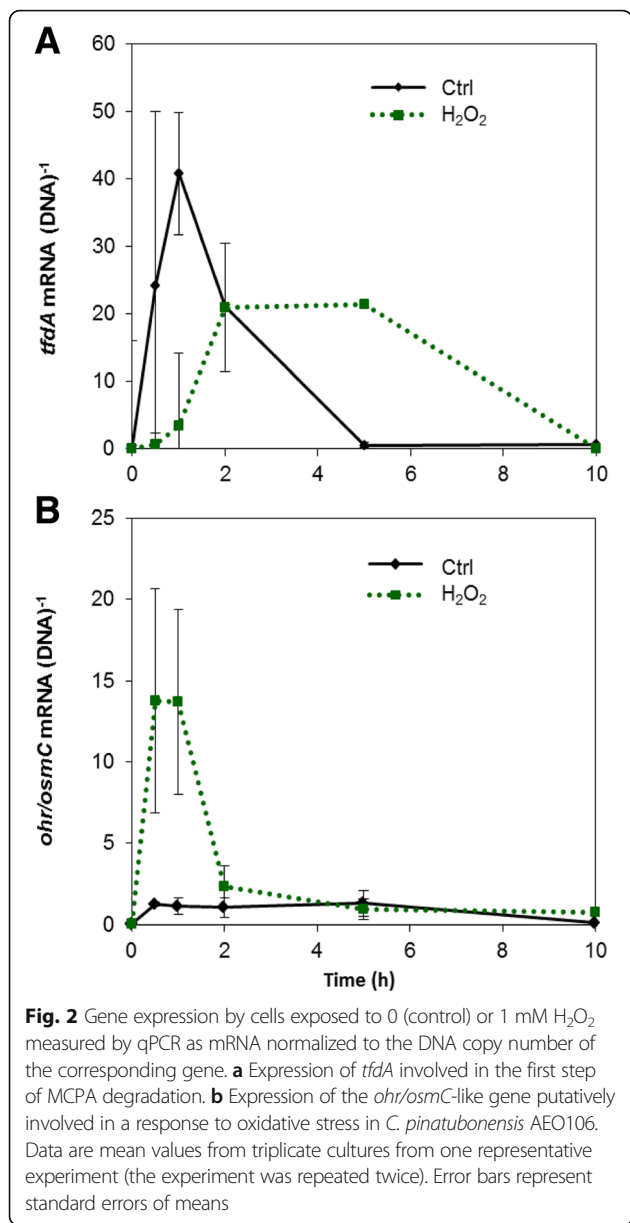 A
60
50
40
30
20
10
0
tfdA mRNA (DNA)-1
Ctrl
H2O2
0 2 4 6 8 10
B
25
20
15
10
5
0
ohr/osmC mRNA (DNA)-1
Ctrl
H2O2
0 2 4 6 8 10
Time (h)
Fig. 2 Gene expression by cells exposed to 0 (control) or 1 mM H2O2
measured by qPCR as mRNA normalized to the DNA copy number of
the corresponding gene. a Expression of tfdA involved in the first step
of MCPA degradation. b Expression of the ohr/osmC-like gene putatively
involved in a response to oxidative stress in C. pinatubonensis AEO106.
Data are mean values from triplicate cultures from one representative
experiment (the experiment was repeated twice). Error bars represent
standard errors of means